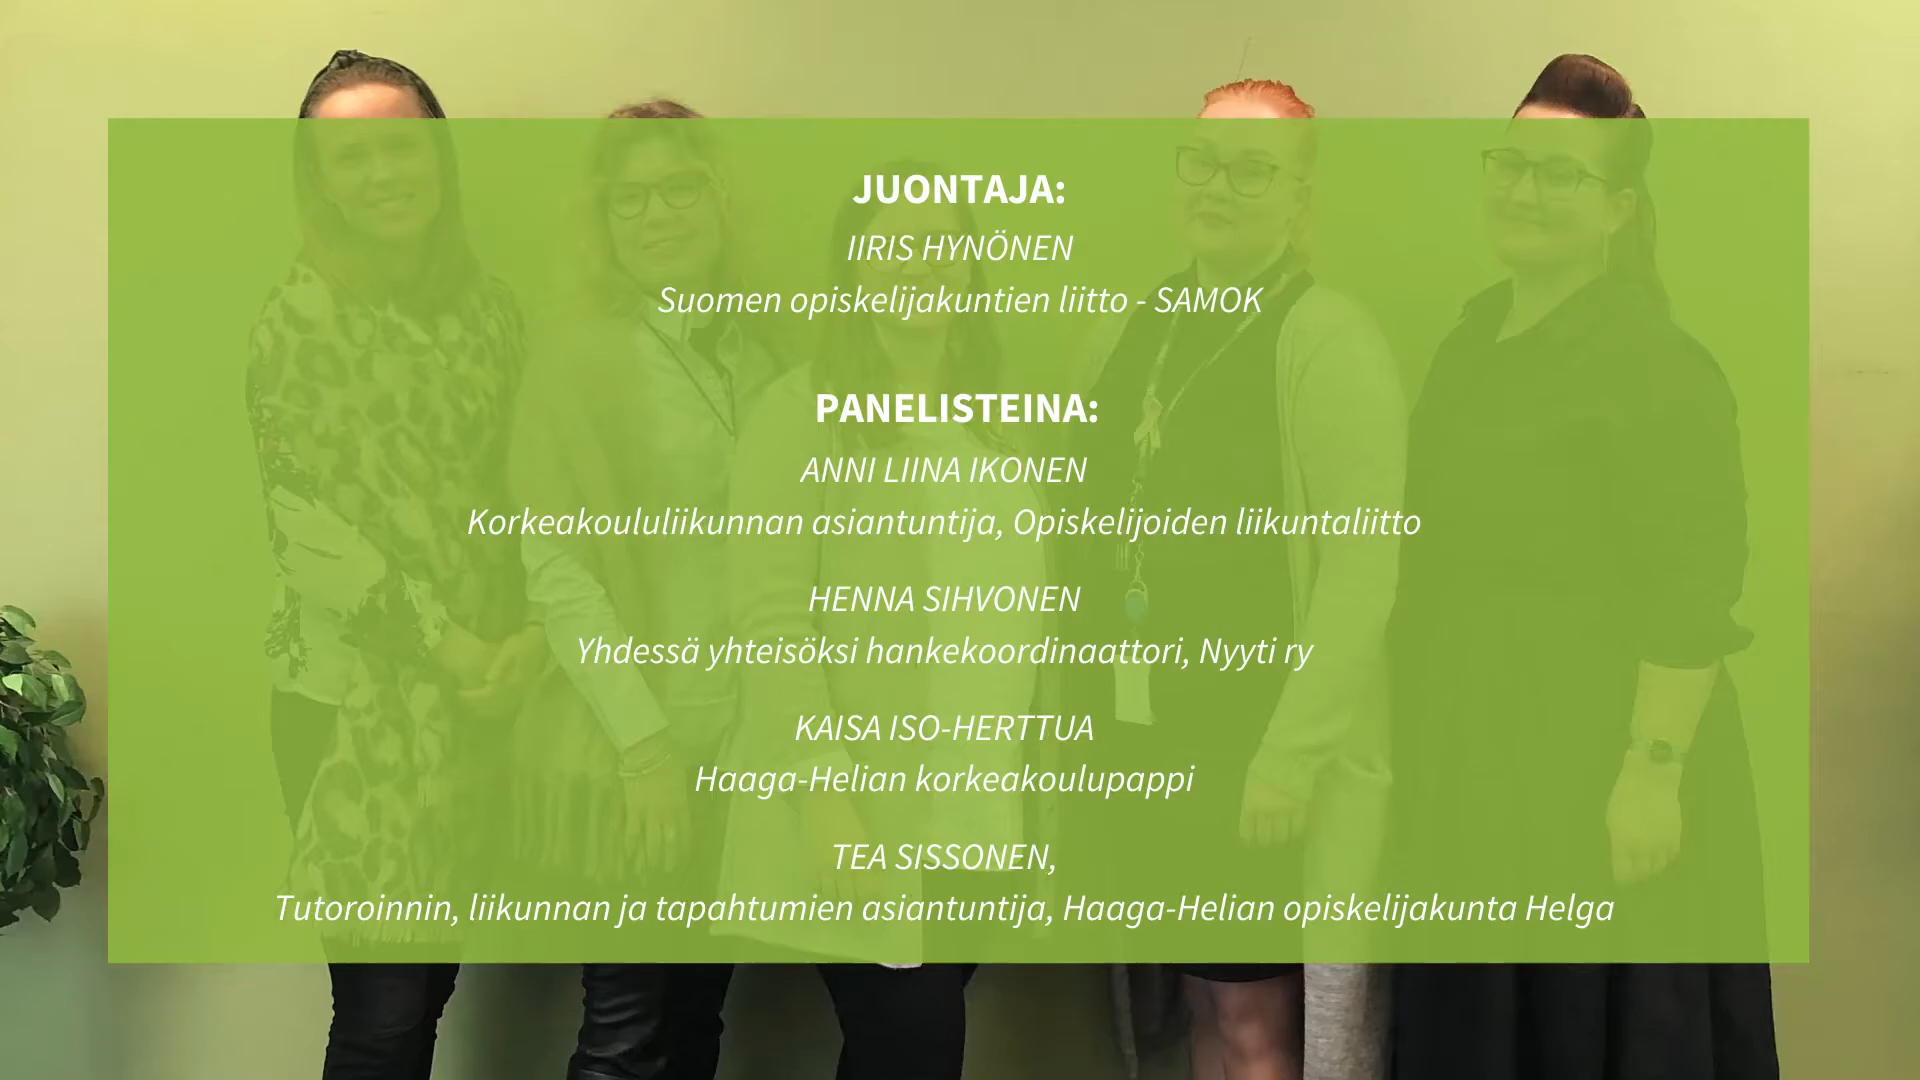 JUONTAJA:
IIRIS HYNÖNEN
Suomen opiskelijakuntien liitto - SAMOK
PANELISTEINA:
ANNI LIINA IKONEN
Korkeakoululiikunnan asiantuntija, Opiskelijoiden liikuntaliitto
HENNA SIHVONEN
Yhdessä yhteisöksi hankekoordinaattori, Nyyti ry
KAISA ISO-HERTTUA
Haaga-Helian korkeakoulupappi
TEA SISSONEN,
Tutoroinnin, liikunnan ja tapahtumien asiantuntija, Haaga-Helian opiskelijakunta Helga